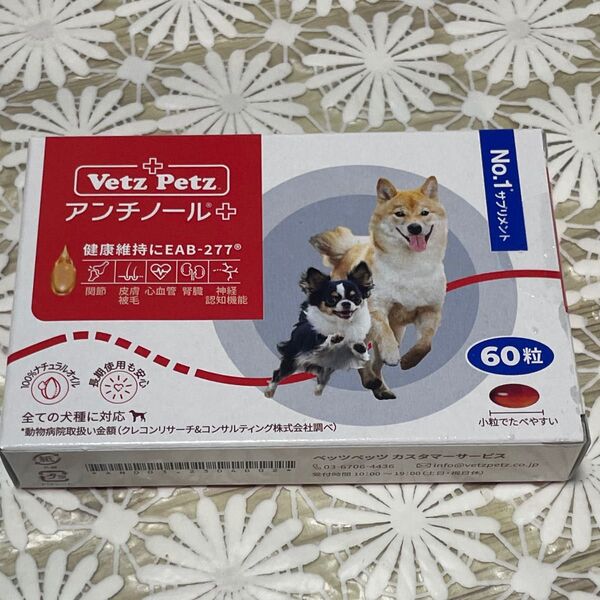 Vetz Petz
アンチノール®+
健康維持にEAB-277®
関節
皮膚
被毛
心血管
腎臓
神経
認知機能
No.1*サプリメント
60粒
小粒でたべやすい
100%ナチュラルオイル
長期使用も安心
全ての犬種に対応
*動物病院取扱い金額(クレコンリサーチ&コンサルティング株式会社調べ)
ベッツペッツ カスタマーサービス
03-6706-4436
info@vetzpetz.co.jp
受付時間 10:00~19:00(土日・祝日休)
紙